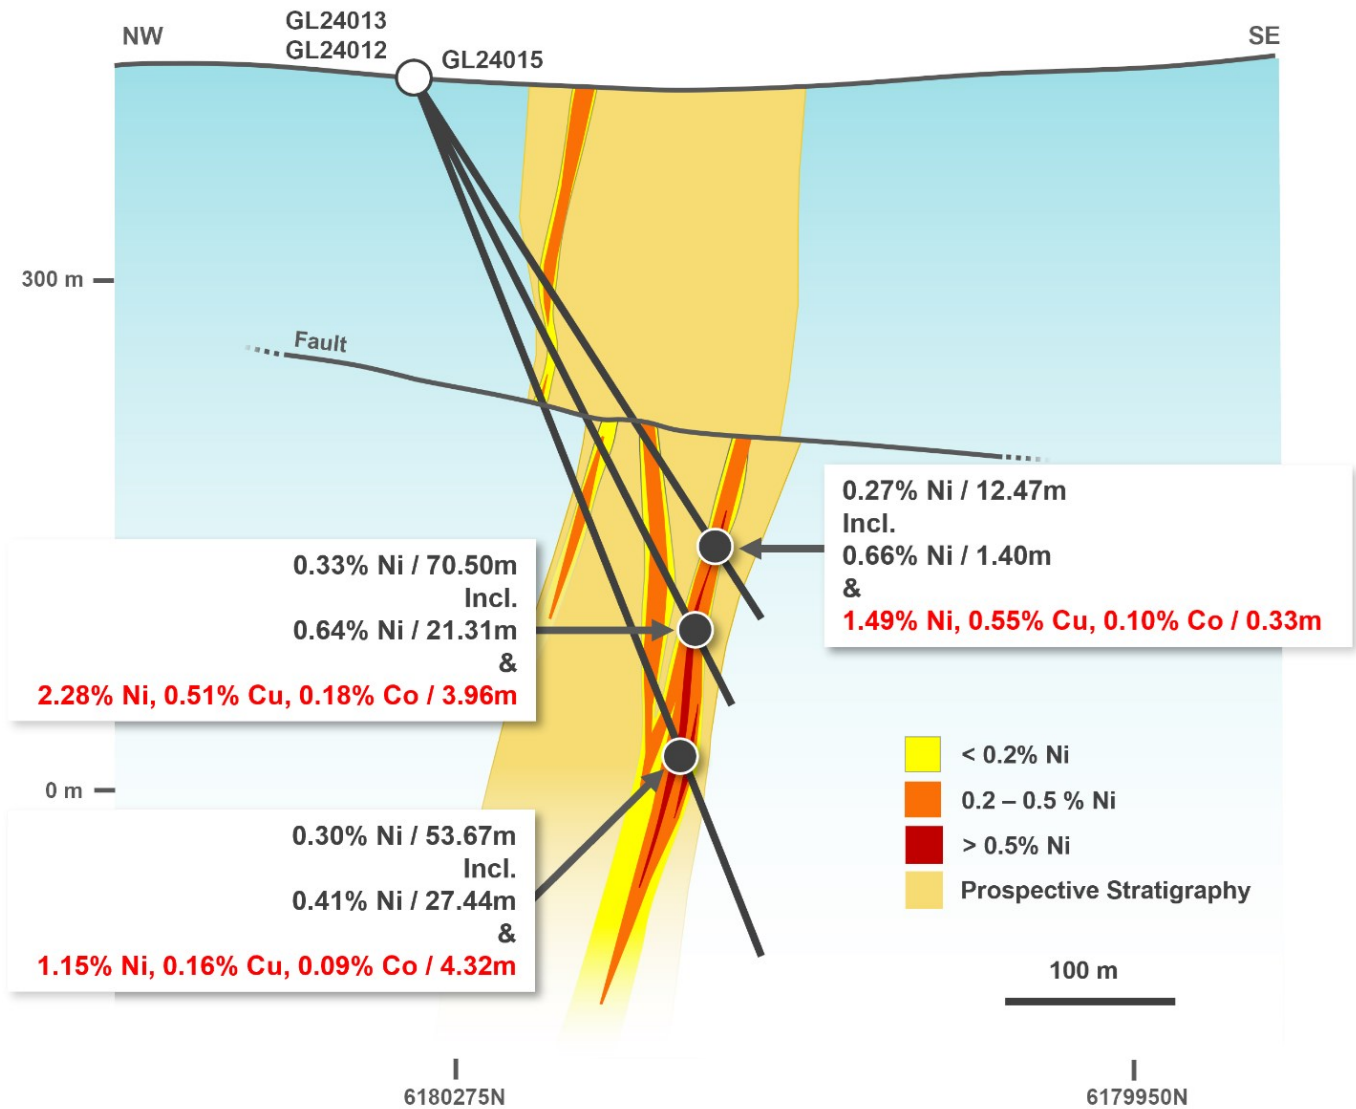 NW
GL24013
GL24012
GL24015
SE
300 m
Fault
0.27% Ni / 12.47m
Incl.
0.66% Ni / 1.40m
&
1.49% Ni, 0.55% Cu, 0.10% Co / 0.33m
0.33% Ni / 70.50m
Incl.
0.64% Ni / 21.31m
&
2.28% Ni, 0.51% Cu, 0.18% Co / 3.96m
0 m
0.30% Ni / 53.67m
Incl.
0.41% Ni / 27.44m
&
1.15% Ni, 0.16% Cu, 0.09% Co / 4.32m
< 0.2% Ni
0.2 – 0.5 % Ni
> 0.5% Ni
Prospective Stratigraphy
100 m
6180275N
6179950N